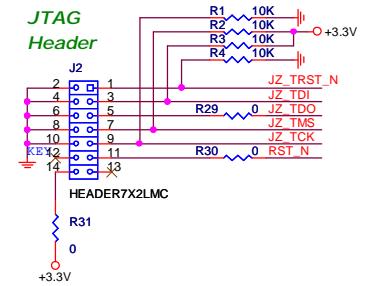 JTAG
Header
R1 10K
R2 10K
R3 10K
R4 10K
+3.3V
J2
2 1 JZ_TRST_N
4 3 JZ_TDI
6 5 R29 0 JZ_TDO
8 7 JZ_TMS
10 9 JZ_TCK
KEY 12 11 R30 0 RST_N
14 13
HEADER7X2LMC
R31
0
+3.3V